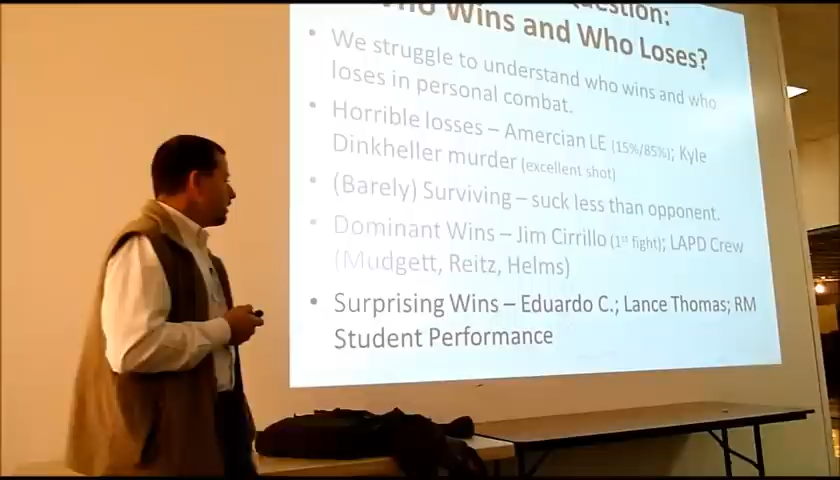 Question:
Who Wins and Who Loses?
• We struggle to understand who wins and who
loses in personal combat.
• Horrible losses – Amercian LE (15%/85%); Kyle
Dinkheller murder (excellent shot)
• (Barely) Surviving – suck less than opponent.
• Dominant Wins – Jim Cirrillo (1st fight); LAPD Crew
(Mudgett, Reitz, Helms)
• Surprising Wins – Eduardo C.; Lance Thomas; RM
Student Performance